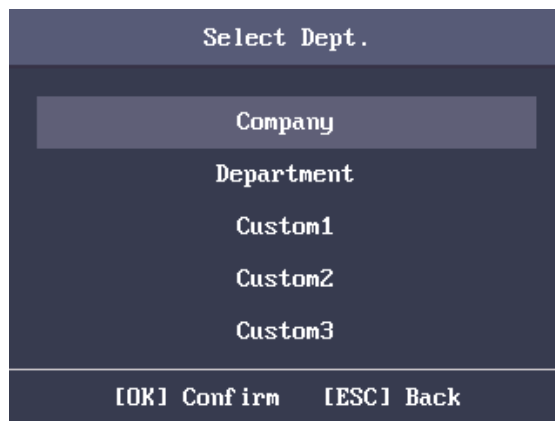 Select Dept.
Company
Department
Custom1
Custom2
Custom3
[OK] Confirm [ESC] Back